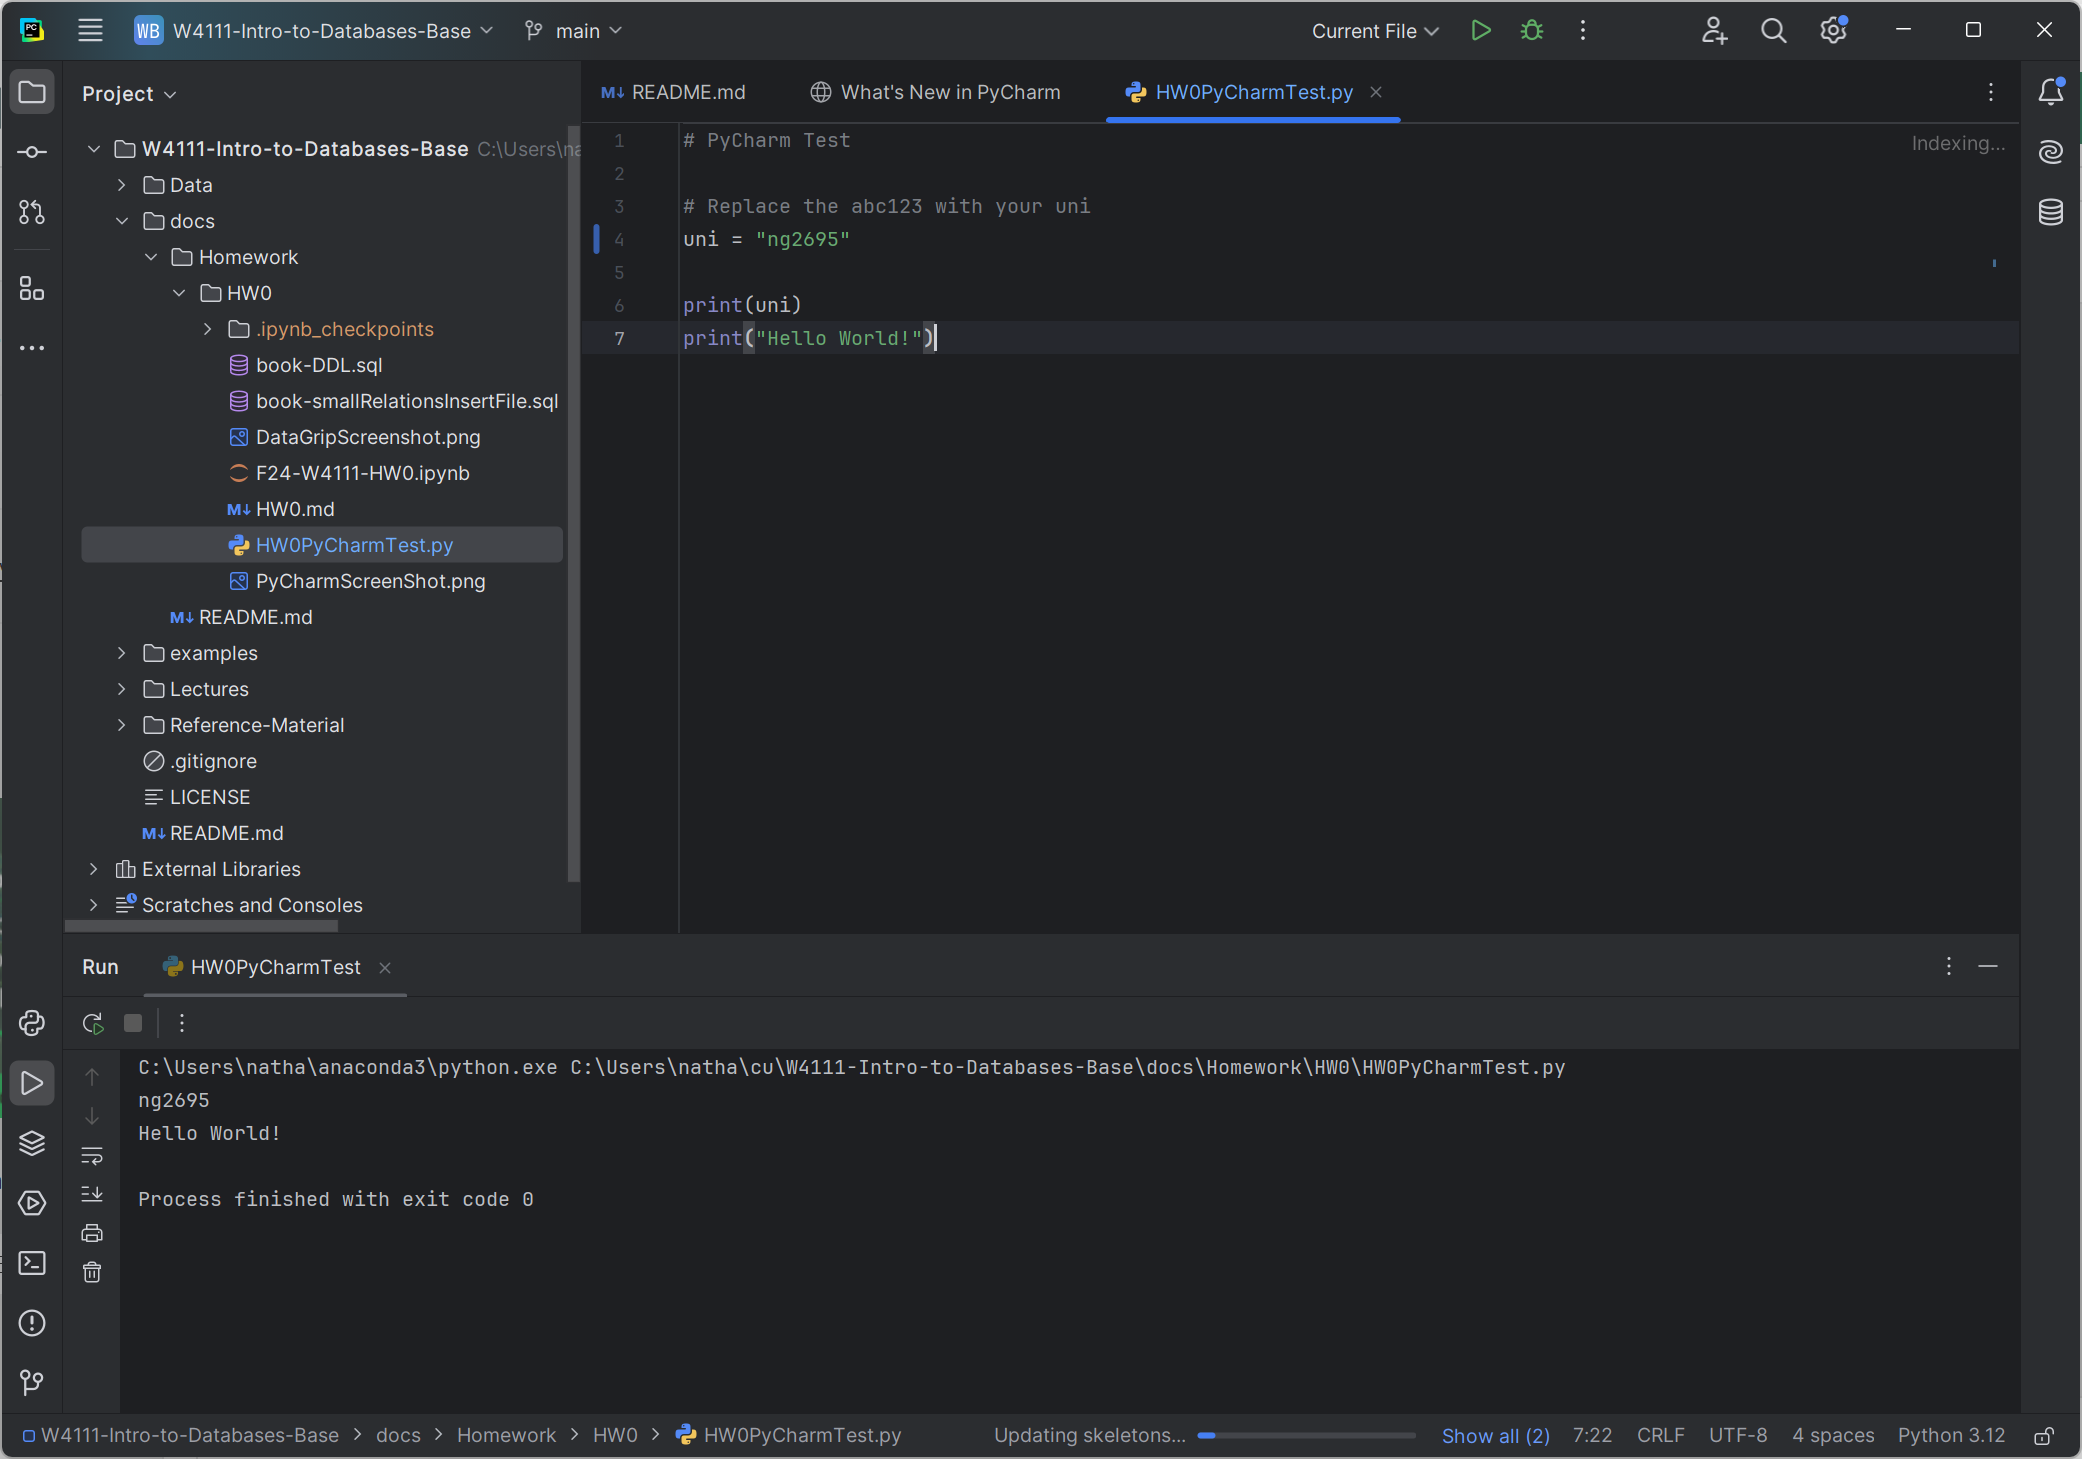 PC
WB W4111-Intro-to-Databases-Base main Current File
Project
README.md What's New in PyCharm HW0PyCharmTest.py
W4111-Intro-to-Databases-Base C:\Users\na
Data
docs
Homework
HW0
.ipynb_checkpoints
book-DDL.sql
book-smallRelationsInsertFile.sql
DataGripScreenshot.png
F24-W4111-HW0.ipynb
M↓ HW0.md
HW0PyCharmTest.py
PyCharmScreenShot.png
M↓ README.md
examples
Lectures
Reference-Material
.gitignore
LICENSE
M↓ README.md
External Libraries
Scratches and Consoles
1 # PyCharm Test
Indexing...
2
3 # Replace the abc123 with your uni
4 uni = "ng2695"
5
6 print(uni)
7 print("Hello World!")
Run HW0PyCharmTest
C:\Users\natha\anaconda3\python.exe C:\Users\natha\cu\W4111-Intro-to-Databases-Base\docs\Homework\HW0\HW0PyCharmTest.py
ng2695
Hello World!
Process finished with exit code 0
W4111-Intro-to-Databases-Base > docs > Homework > HW0 > HW0PyCharmTest.py Updating skeletons... Show all (2) 7:22 CRLF UTF-8 4 spaces Python 3.12